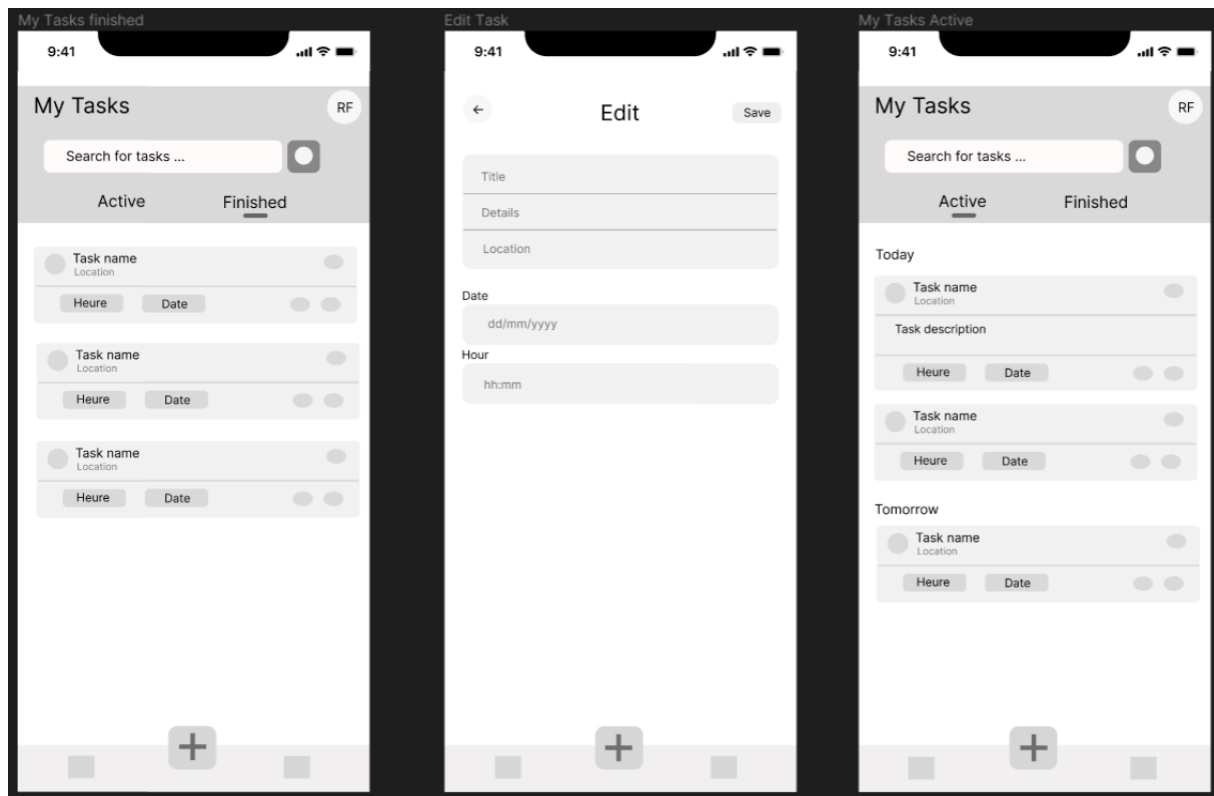 My Tasks finished
9:41
My Tasks
RF
Search for tasks ...
Active Finished
Task name
Location
Heure Date
Task name
Location
Heure Date
Task name
Location
Heure Date
Edit Task
9:41
Edit
Save
Title
Details
Location
Date
dd/mm/yyyy
Hour
hh:mm
My Tasks Active
9:41
My Tasks
RF
Search for tasks ...
Active Finished
Today
Task name
Location
Task description
Heure Date
Task name
Location
Heure Date
Tomorrow
Task name
Location
Heure Date